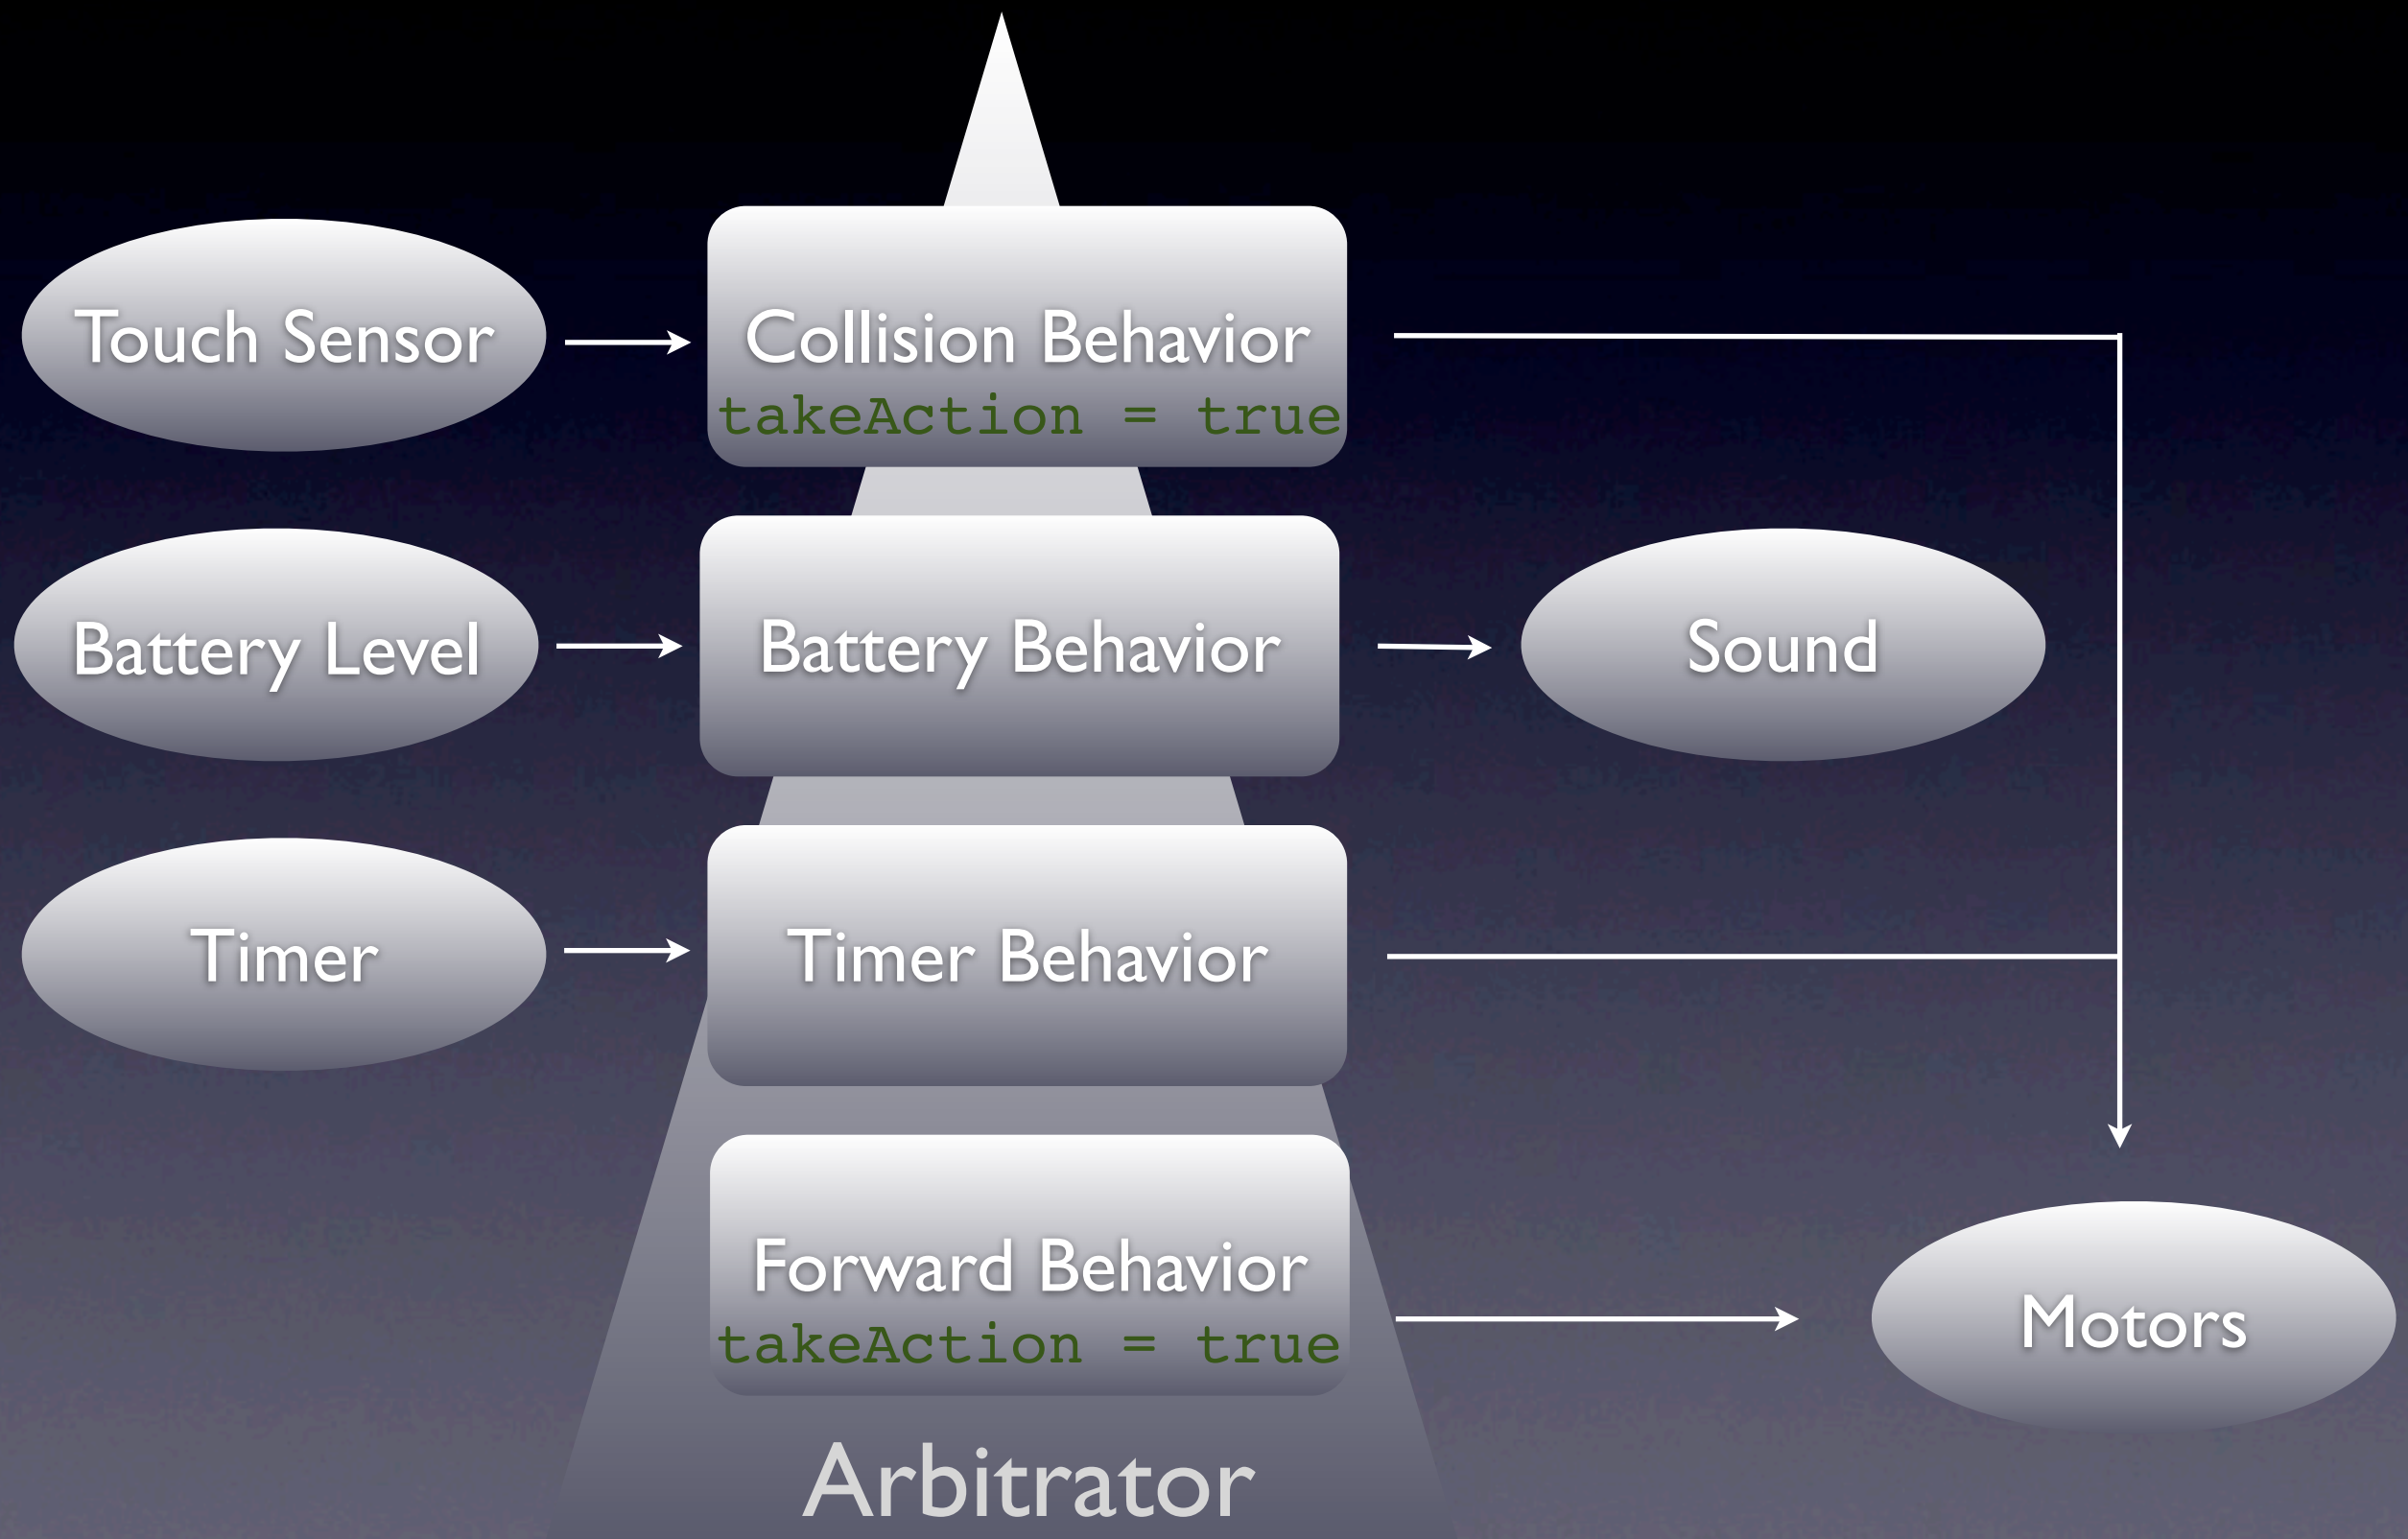 Touch Sensor
Collision Behavior
takeAction = true
Battery Level
Battery Behavior
Sound
Timer
Timer Behavior
Forward Behavior
takeAction = true
Motors
Arbitrator